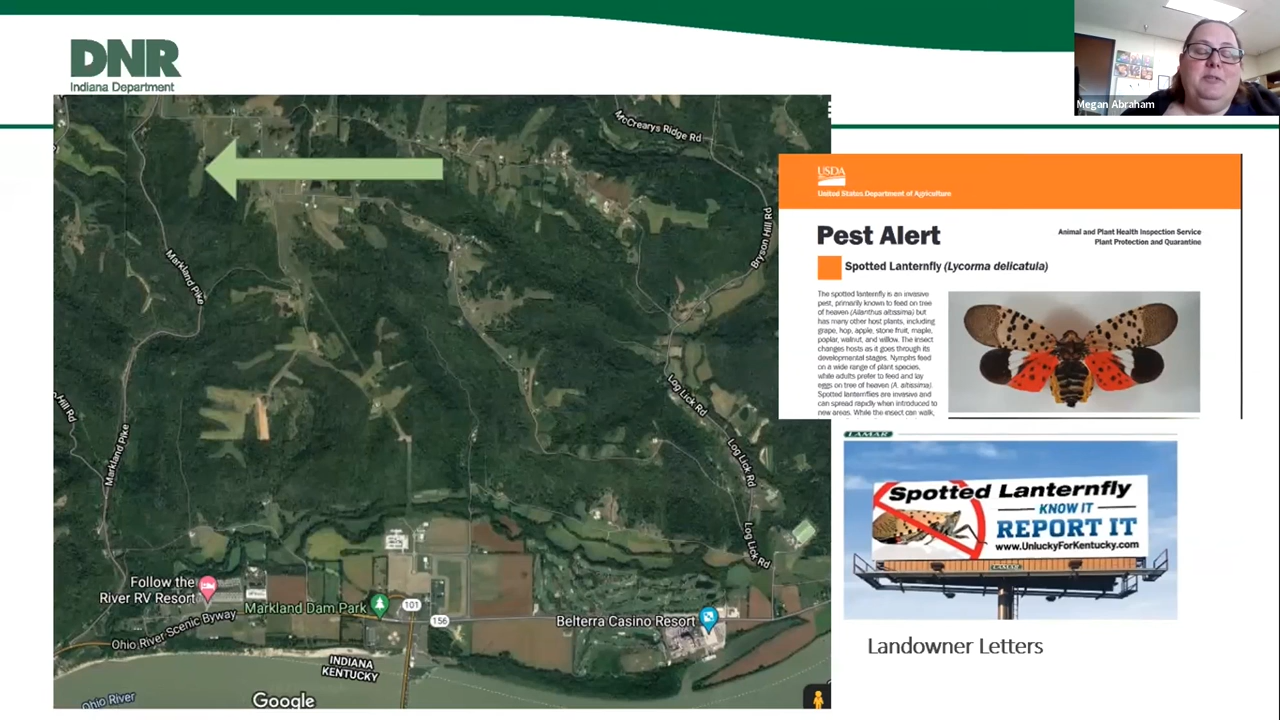 DNR
Indiana Department
Megan Abraham
McCrearys Ridge Rd
Bryson Hill Rd
Markland Pike
Hill Rd
Markland Pike
Log Lick Rd
Log Lick Rd
Log Lick Rd
Follow the
River RV Resort
Markland Dam Park
101
156
Belterra Casino Resort
Ohio River Scenic Byway
INDIANA
KENTUCKY
Ohio River
Google
USDA
United States Department of Agriculture
Pest Alert
Animal and Plant Health Inspection Service
Plant Protection and Quarantine
Spotted Lanternfly (Lycorma delicatula)
The spotted lanternfly is an invasive
pest, primarily known to feed on tree
of heaven (Ailanthus altissima) but
has many other host plants, including
grape, hop, apple, stone fruit, maple,
poplar, walnut, and willow. The insect
changes hosts as it goes through its
developmental stages. Nymphs feed
on a wide range of plant species,
while adults prefer to feed and lay
eggs on tree of heaven (A. altissima).
Spotted lanternflies are invasive and
can spread rapidly when introduced to
new areas. While the insect can walk,
LAMAR
Spotted Lanternfly
KNOW IT
REPORT IT
www.UnluckyForKentucky.com
LAMAR
Landowner Letters